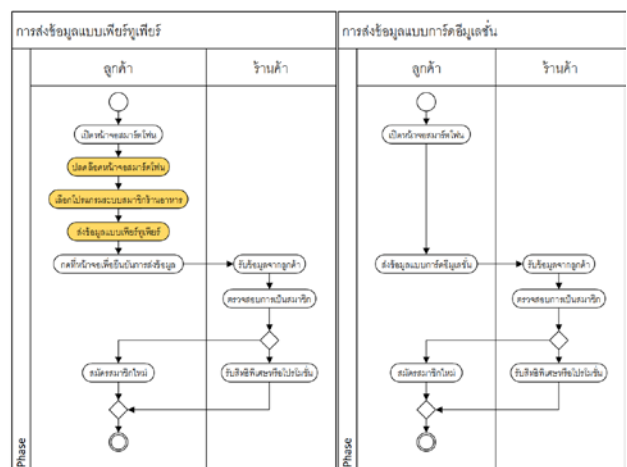 การส่งข้อมูลแบบเพียร์ทูเพียร์
ลูกค้า
ร้านค้า
เปิดหน้าจอสมาร์ตโฟน
ปลดล็อคหน้าจอสมาร์ตโฟน
เลือกโปรแกรมระบบสมาชิกร้านอาหาร
ส่งข้อมูลแบบเพียร์ทูเพียร์
กดที่หน้าจอเพื่อยืนยันการส่งข้อมูล
รับข้อมูลจากลูกค้า
ตรวจสอบการเป็นสมาชิก
สมัครสมาชิกใหม่
รับสิทธิพิเศษหรือโปรโมชั่น
Phase
การส่งข้อมูลแบบการ์ดอีมูเลชั่น
ลูกค้า
ร้านค้า
เปิดหน้าจอสมาร์ตโฟน
ส่งข้อมูลแบบการ์ดอีมูเลชั่น
รับข้อมูลจากลูกค้า
ตรวจสอบการเป็นสมาชิก
สมัครสมาชิกใหม่
รับสิทธิพิเศษหรือโปรโมชั่น
Phase